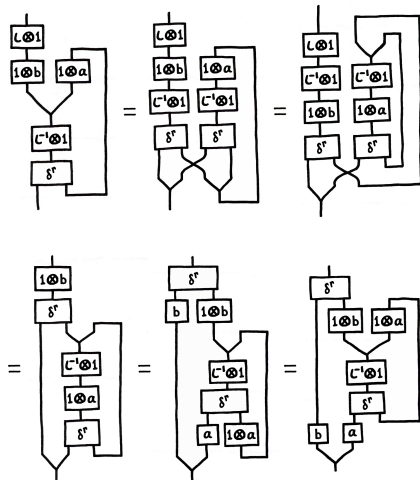 ι⊗1
1⊗b 1⊗a
ι⁻¹⊗1
δʳ
=
ι⊗1
1⊗b 1⊗a
ι⁻¹⊗1 ι⁻¹⊗1
δʳ δʳ
=
ι⊗1
ι⁻¹⊗1 ι⁻¹⊗1
1⊗b 1⊗a
δʳ δʳ
=
1⊗b
δʳ
ι⁻¹⊗1
1⊗a
δʳ
=
δʳ
b 1⊗b
ι⁻¹⊗1
δʳ
a 1⊗a
=
δʳ
1⊗b 1⊗a
ι⁻¹⊗1
δʳ
b a